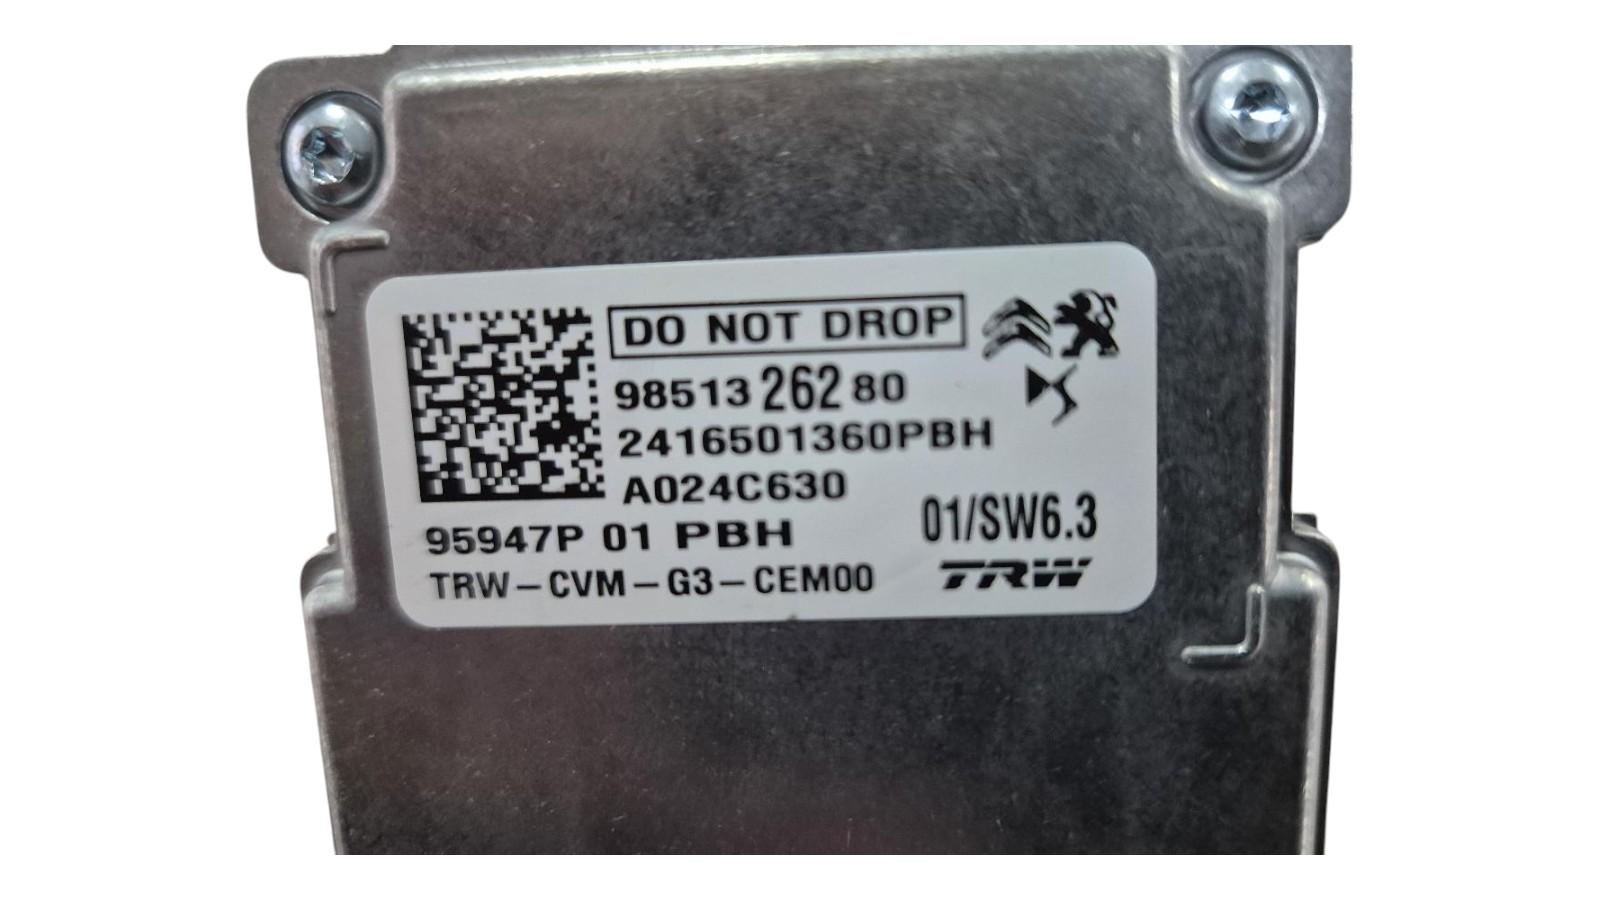 DO NOT DROP
98513 262 80
2416501360PBH
A024C630
95947P 01 PBH
01/SW6.3
TRW-CVM-G3-CEM00
TRW